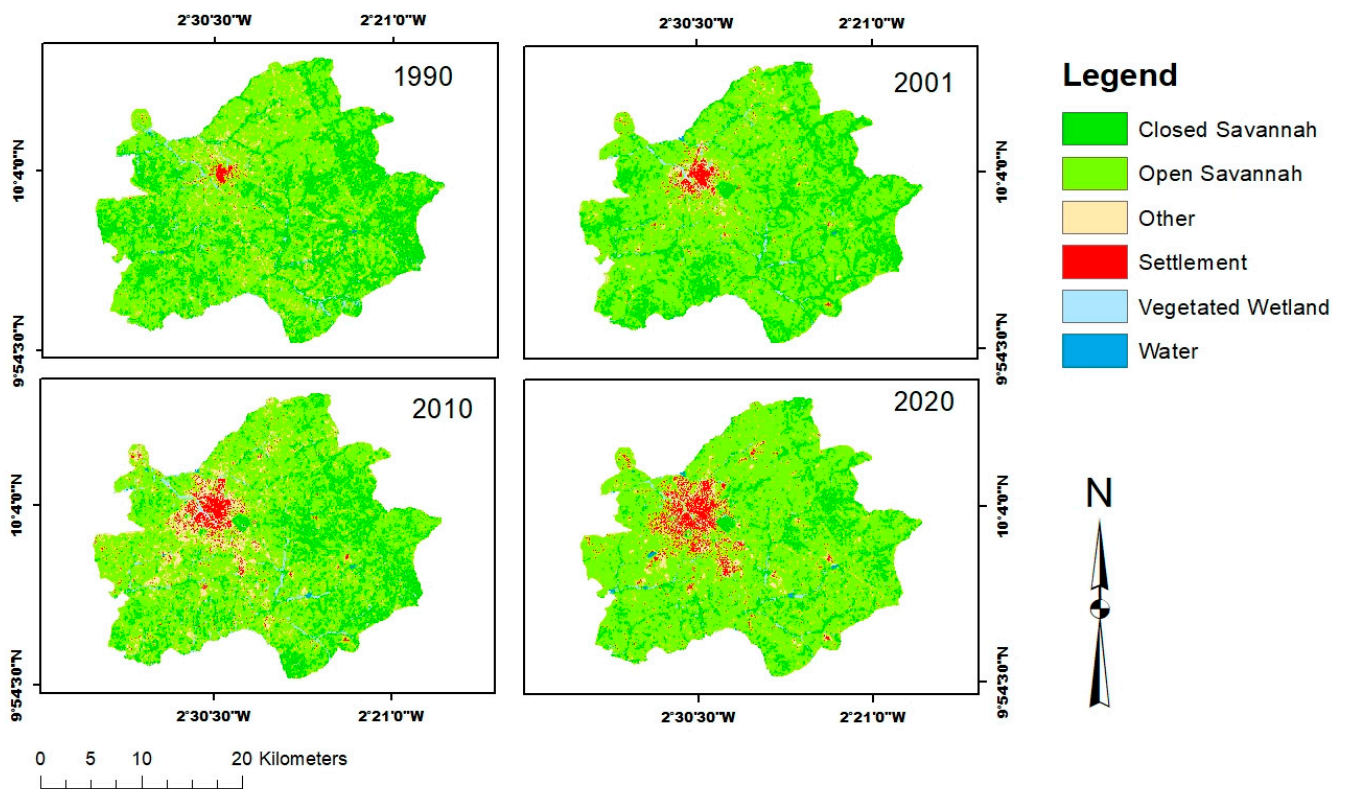 2°30'30"W 2°21'0"W 2°30'30"W 2°21'0"W
1990
2001
10°4'0"N
10°4'0"N
9°54'30"N
9°54'30"N
2010
2020
10°4'0"N
10°4'0"N
9°54'30"N
9°54'30"N
2°30'30"W 2°21'0"W 2°30'30"W 2°21'0"W
0 5 10 20 Kilometers
Legend
Closed Savannah
Open Savannah
Other
Settlement
Vegetated Wetland
Water
N